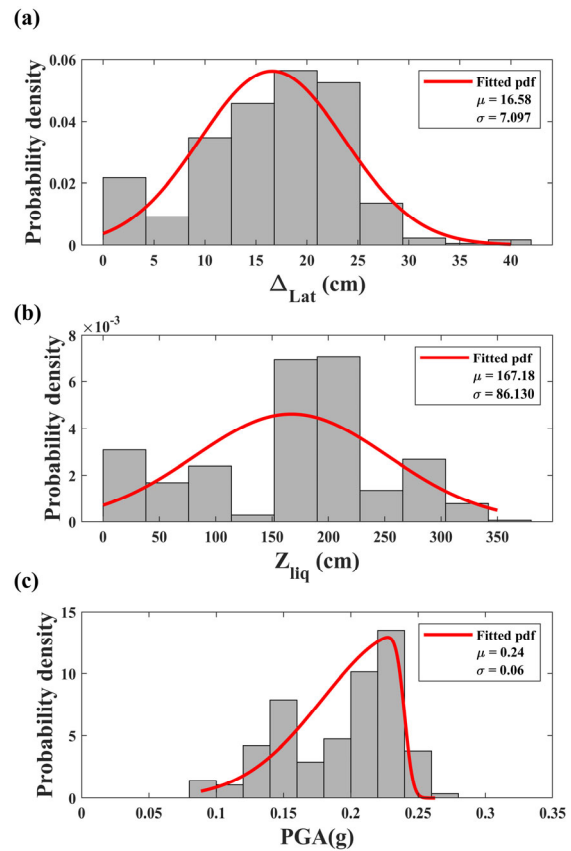 (a)
0.06
0.04
0.02
0
Probability density
Fitted pdf
μ = 16.58
σ = 7.097
0 5 10 15 20 25 30 35 40
Δ_Lat (cm)
(b)
×10^-3
8
6
4
2
0
Probability density
Fitted pdf
μ = 167.18
σ = 86.130
0 50 100 150 200 250 300 350
Z_liq (cm)
(c)
15
10
5
0
Probability density
Fitted pdf
μ = 0.24
σ = 0.06
0 0.05 0.1 0.15 0.2 0.25 0.3 0.35
PGA(g)